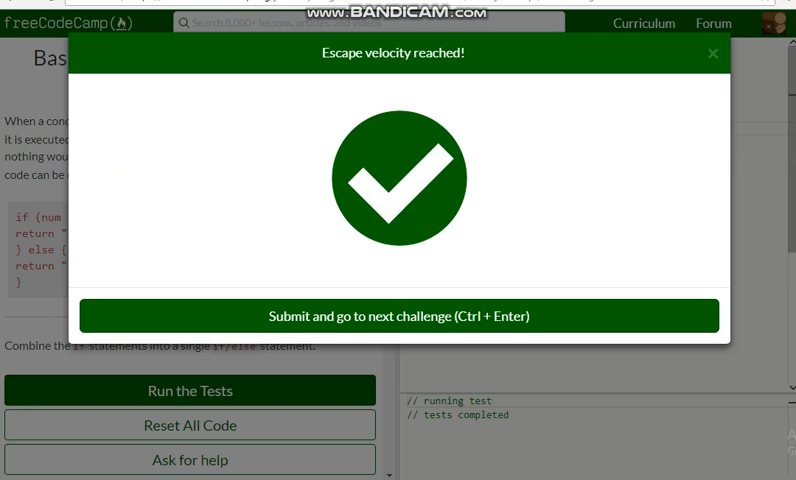 www.BANDICAM.com
freeCodeCamp
Search 8,000+ lessons, articles, and videos
Curriculum
Forum
Escape velocity reached!
×
Bas
When a cond
it is executed
nothing wou
code can be
if (num
return "
} else {
return "
}
Submit and go to next challenge (Ctrl + Enter)
Combine the if statements into a single if/else statement.
Run the Tests
Reset All Code
Ask for help
// running test
// tests completed